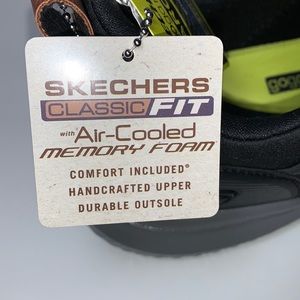 SKECHERS
CLASSIC FIT
with Air-Cooled
MEMORY FOAM
COMFORT INCLUDED®
HANDCRAFTED UPPER
DURABLE OUTSOLE